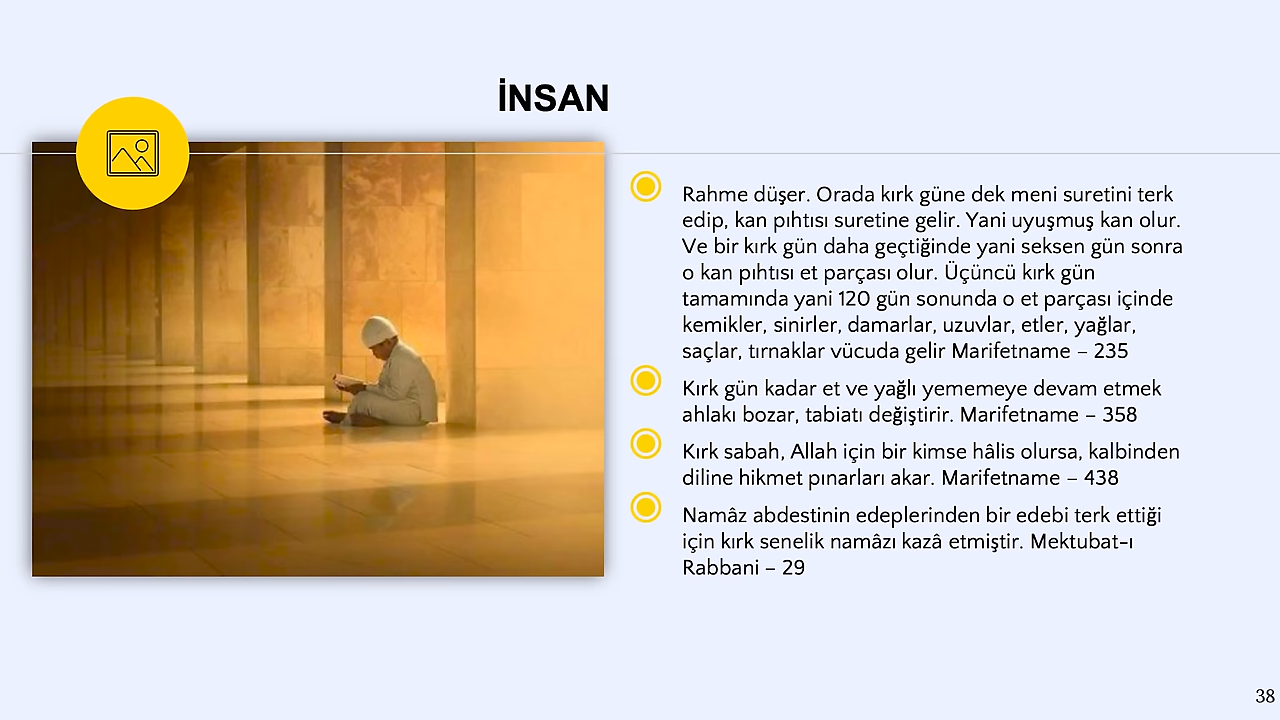 İNSAN
Rahme düşer. Orada kırk güne dek meni suretini terk
edip, kan pıhtısı suretine gelir. Yani uyuşmuş kan olur.
Ve bir kırk gün daha geçtiğinde yani seksen gün sonra
o kan pıhtısı et parçası olur. Üçüncü kırk gün
tamamında yani 120 gün sonunda o et parçası içinde
kemikler, sinirler, damarlar, uzuvlar, etler, yağlar,
saçlar, tırnaklar vücuda gelir Marifetname – 235
Kırk gün kadar et ve yağlı yememeye devam etmek
ahlakı bozar, tabiatı değiştirir. Marifetname – 358
Kırk sabah, Allah için bir kimse hâlis olursa, kalbinden
diline hikmet pınarları akar. Marifetname – 438
Namâz abdestinin edeplerinden bir edebi terk ettiği
için kırk senelik namâzı kazâ etmiştir. Mektubat-ı
Rabbani – 29
38